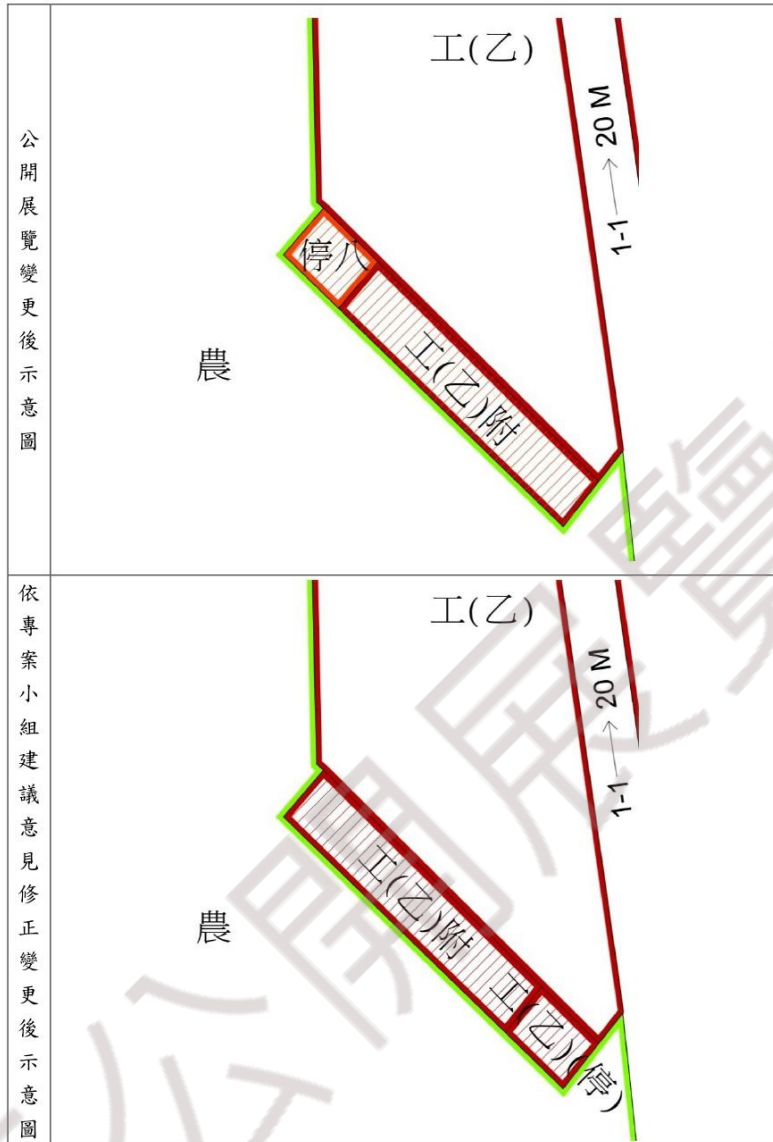 公開展覽變更後示意圖
工(乙)
1-1 → 20 M
停八
工(乙)附
農
依專案小組建議意見修正變更後示意圖
工(乙)
1-1 → 20 M
工(乙)附
工(乙)(停)
農
公開展覽